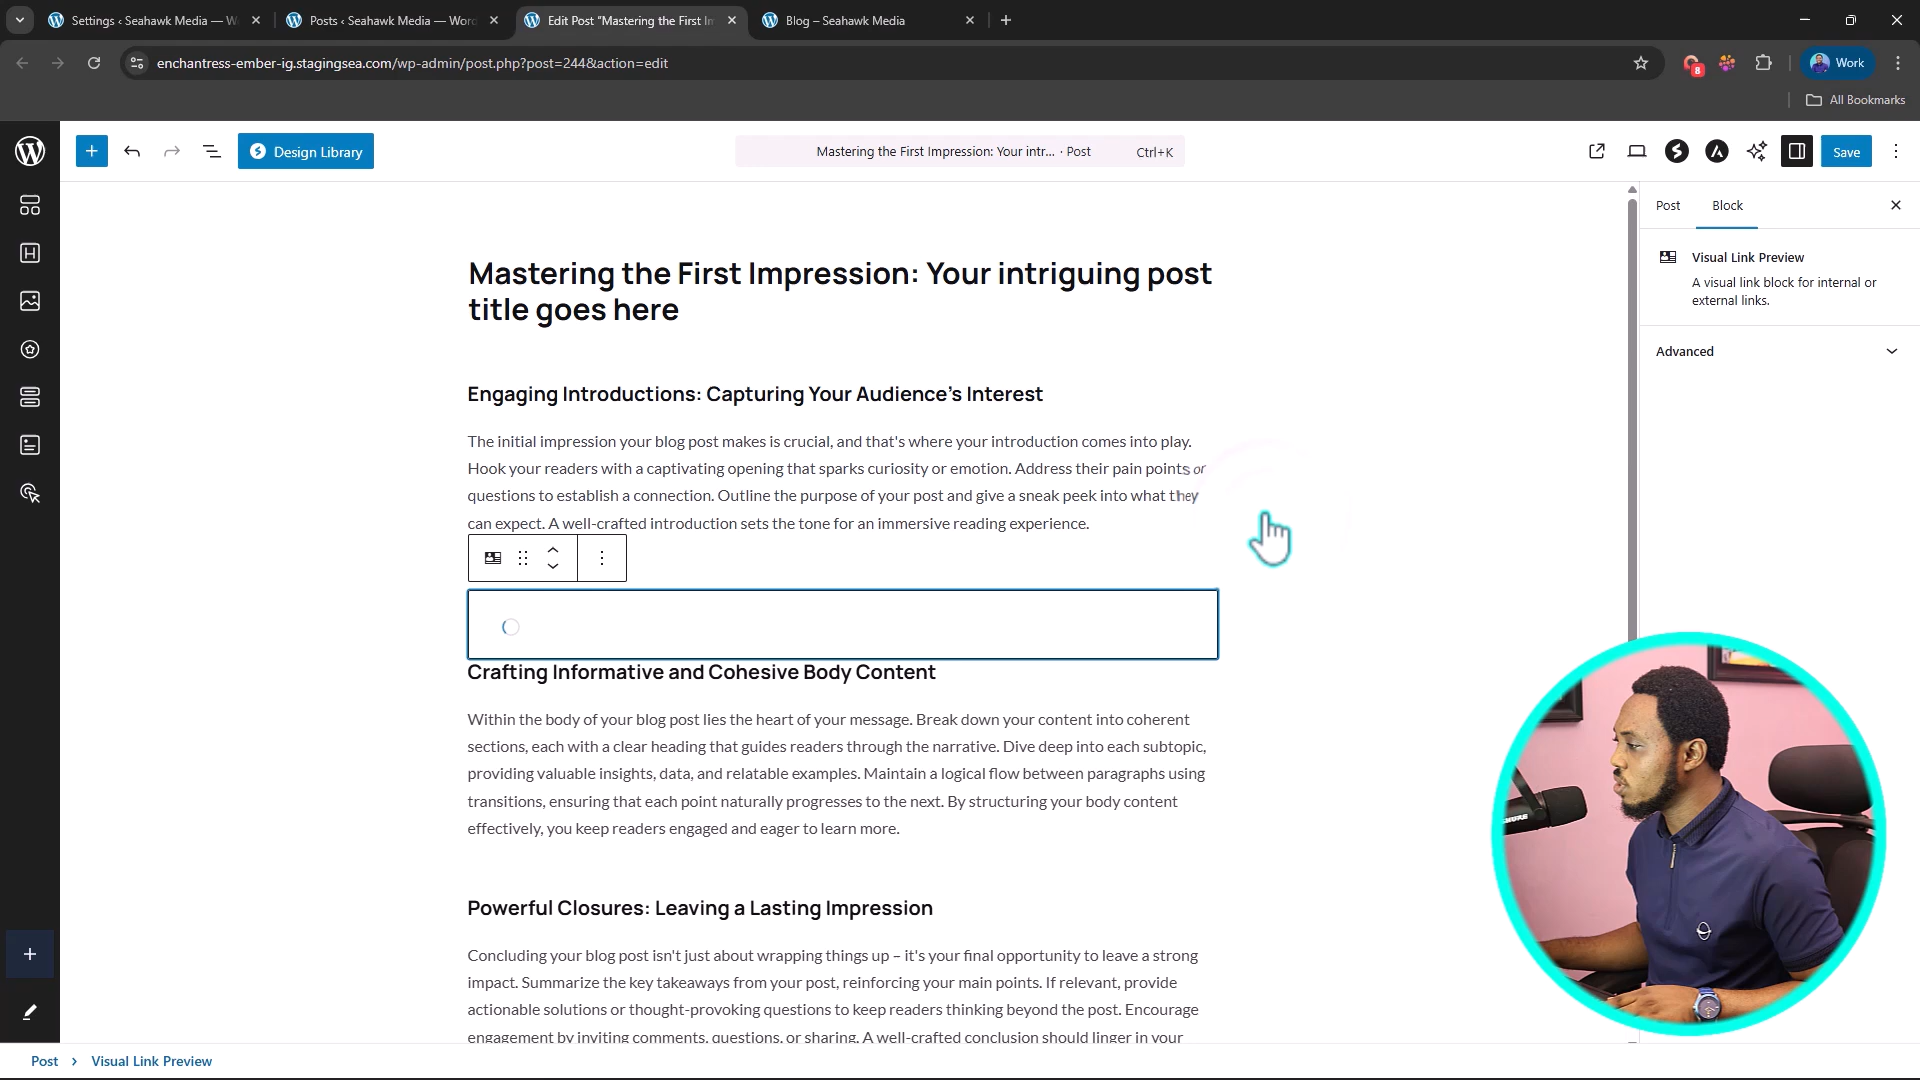 Settings ‹ Seahawk Media — W
Posts ‹ Seahawk Media — Word
Edit Post “Mastering the First In
Blog – Seahawk Media
enchantress-ember-ig.stagingsea.com/wp-admin/post.php?post=244&action=edit
8
Work
All Bookmarks
Design Library
Mastering the First Impression: Your intr... · Post
Ctrl+K
Save
Post
Block
Visual Link Preview
A visual link block for internal or
external links.
Advanced
Mastering the First Impression: Your intriguing post
title goes here
Engaging Introductions: Capturing Your Audience’s Interest
The initial impression your blog post makes is crucial, and that's where your introduction comes into play.
Hook your readers with a captivating opening that sparks curiosity or emotion. Address their pain points or
questions to establish a connection. Outline the purpose of your post and give a sneak peek into what they
can expect. A well-crafted introduction sets the tone for an immersive reading experience.
Crafting Informative and Cohesive Body Content
Within the body of your blog post lies the heart of your message. Break down your content into coherent
sections, each with a clear heading that guides readers through the narrative. Dive deep into each subtopic,
providing valuable insights, data, and relatable examples. Maintain a logical flow between paragraphs using
transitions, ensuring that each point naturally progresses to the next. By structuring your body content
effectively, you keep readers engaged and eager to learn more.
Powerful Closures: Leaving a Lasting Impression
Concluding your blog post isn't just about wrapping things up – it's your final opportunity to leave a strong
impact. Summarize the key takeaways from your post, reinforcing your main points. If relevant, provide
actionable solutions or thought-provoking questions to keep readers thinking beyond the post. Encourage
engagement by inviting comments, questions, or sharing. A well-crafted conclusion should linger in your
SHURE
Post › Visual Link Preview